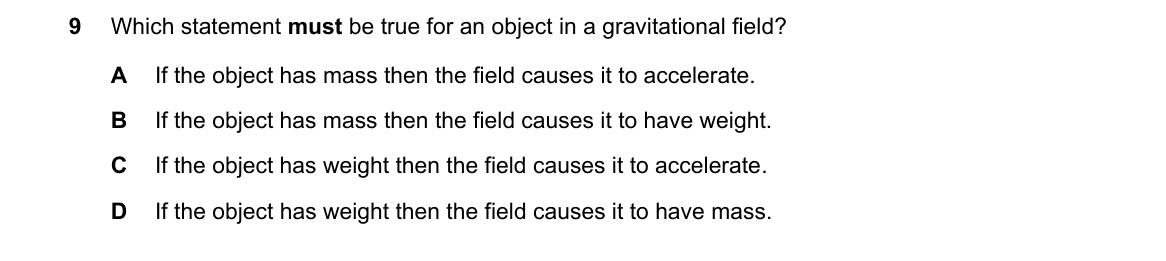 9 Which statement must be true for an object in a gravitational field?
A If the object has mass then the field causes it to accelerate.
B If the object has mass then the field causes it to have weight.
C If the object has weight then the field causes it to accelerate.
D If the object has weight then the field causes it to have mass.